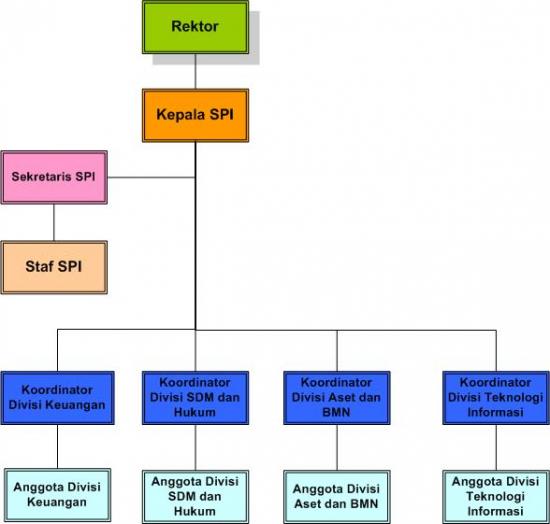 Rektor
Kepala SPI
Sekretaris SPI
Staf SPI
Koordinator
Divisi Keuangan
Koordinator
Divisi SDM dan
Hukum
Koordinator
Divisi Aset dan
BMN
Koordinator
Divisi Teknologi
Informasi
Anggota Divisi
Keuangan
Anggota Divisi
SDM dan
Hukum
Anggota Divisi
Aset dan BMN
Anggota Divisi
Teknologi
Informasi